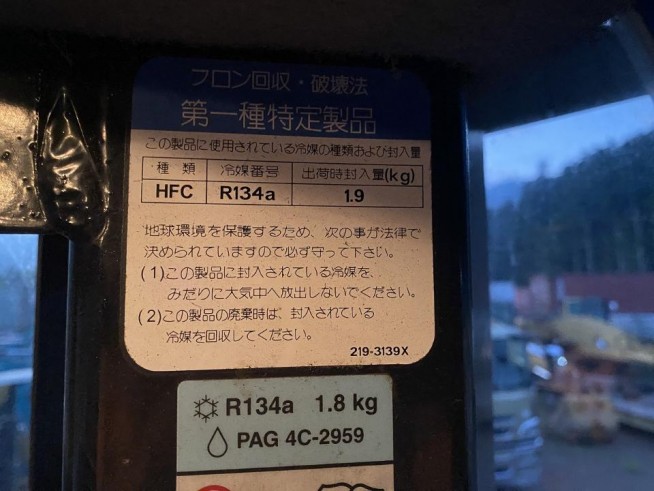 フロン回収・破壊法
第一種特定製品
この製品に使用されている冷媒の種類および封入量
種類 冷媒番号 出荷時封入量(kg)
HFC R134a 1.9
地球環境を保護するため、次の事が法律で
決められていますので必ず守って下さい。
(1)この製品に封入されている冷媒を、
みだりに大気中へ放出しないでください。
(2)この製品の廃棄時は、封入されている
冷媒を回収してください。
219-3139X
R134a 1.8 kg
PAG 4C-2959